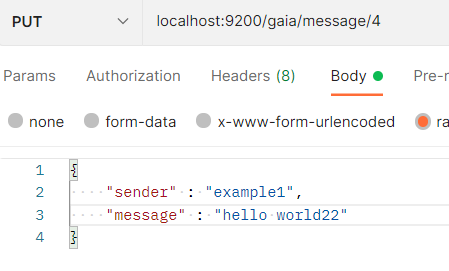 PUT localhost:9200/gaia/message/4
Params Authorization Headers (8) Body Pre-r
none form-data x-www-form-urlencoded ra
1 {
2 "sender" : "example1",
3 "message" : "hello world22"
4 }